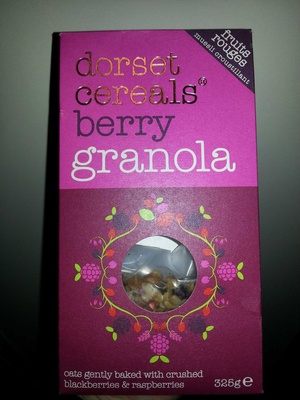 dorset
cereals
berry
granola
fruits
rouges
muesli croustillant
oats gently baked with crushed
blackberries & raspberries
325g e